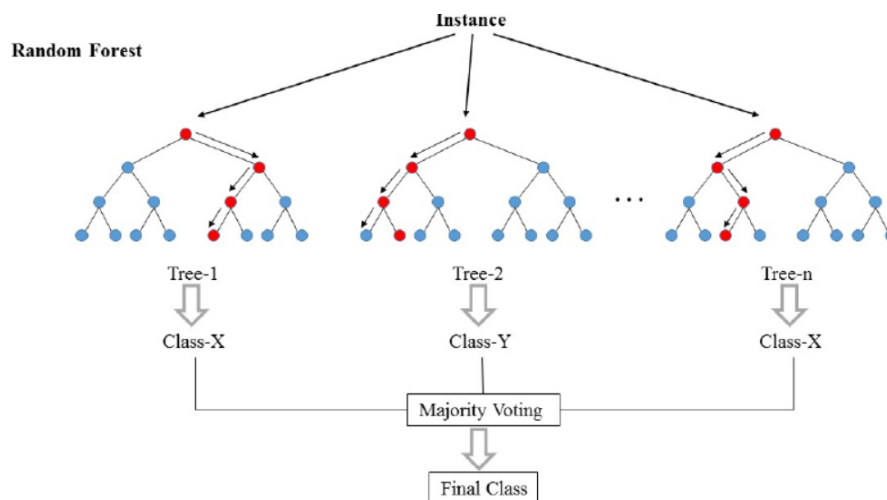 Instance
Random Forest
...
Tree-1
Tree-2
Tree-n
Class-X
Class-Y
Class-X
Majority Voting
Final Class